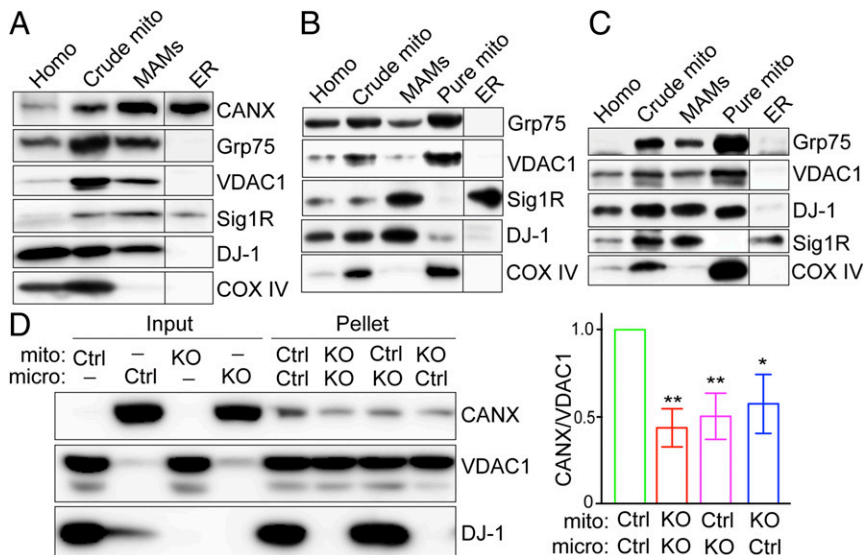 A
Homo Crude mito MAMs ER
CANX
Grp75
VDAC1
Sig1R
DJ-1
COX IV
B
Homo Crude mito MAMs Pure mito ER
Grp75
VDAC1
Sig1R
DJ-1
COX IV
C
Homo Crude mito MAMs Pure mito ER
Grp75
VDAC1
DJ-1
Sig1R
COX IV
D
Input Pellet
mito: Ctrl – KO – Ctrl KO Ctrl KO
micro: – Ctrl – KO Ctrl KO KO Ctrl
CANX
VDAC1
DJ-1
CANX/VDAC1
1.0
0.5
0
** ** *
mito: Ctrl KO Ctrl KO
micro: Ctrl KO KO Ctrl